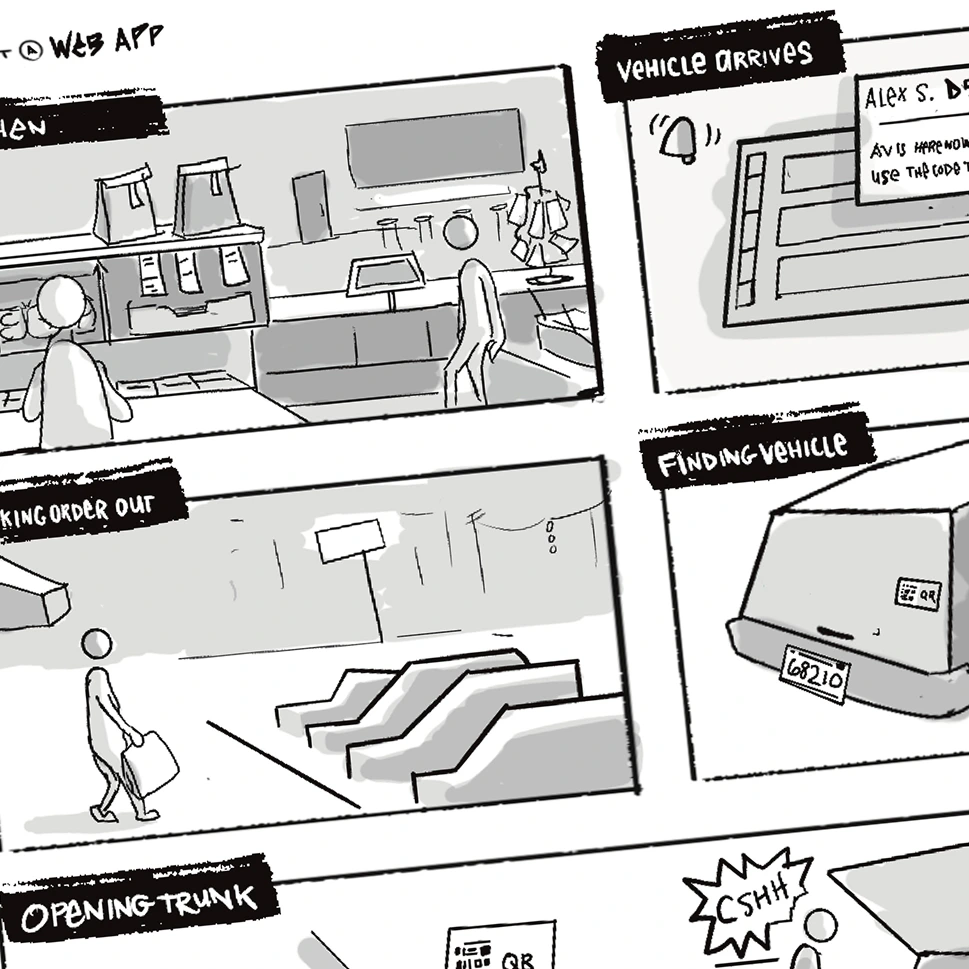 Ⓐ WEB APP
VEHICLE ARRIVES
ALEX S.
AV IS HERE NOW
USE THE CODE
ORDER OUT
FINDING VEHICLE
QR
68210
OPENING TRUNK
CSHH
QR